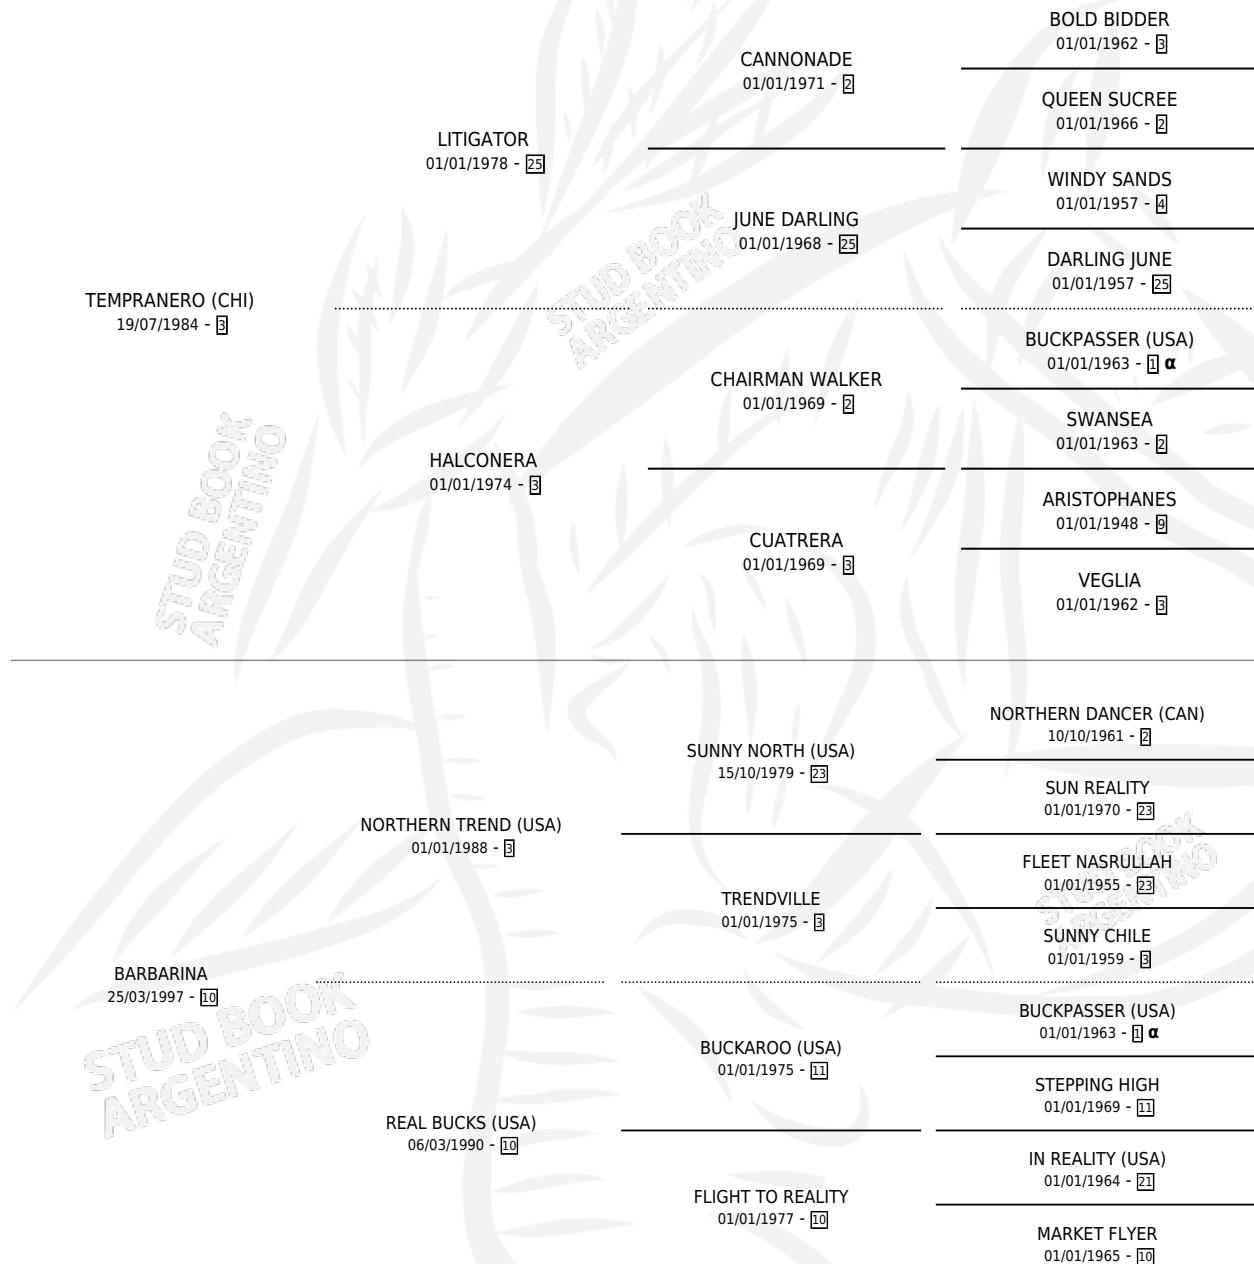 BOLD BIDDER
01/01/1962 - 3
CANNONADE
01/01/1971 - 2
QUEEN SUCREE
01/01/1966 - 2
LITIGATOR
01/01/1978 - 25
WINDY SANDS
01/01/1957 - 4
JUNE DARLING
01/01/1968 - 25
DARLING JUNE
01/01/1957 - 25
STUD BOOK
ARGENTINO
TEMPRANERO (CHI)
19/07/1984 - 3
BUCKPASSER (USA)
01/01/1963 - 1 α
CHAIRMAN WALKER
01/01/1969 - 2
SWANSEA
01/01/1963 - 2
HALCONERA
01/01/1974 - 3
ARISTOPHANES
01/01/1948 - 9
CUATRERA
01/01/1969 - 3
VEGLIA
01/01/1962 - 3
STUD BOOK
ARGENTINO
NORTHERN DANCER (CAN)
10/10/1961 - 2
SUNNY NORTH (USA)
15/10/1979 - 23
SUN REALITY
01/01/1970 - 23
NORTHERN TREND (USA)
01/01/1988 - 3
FLEET NASRULLAH
01/01/1955 - 23
TRENDVILLE
01/01/1975 - 3
SUNNY CHILE
01/01/1959 - 3
STUD BOOK
ARGENTINO
BARBARINA
25/03/1997 - 10
BUCKPASSER (USA)
01/01/1963 - 1 α
BUCKAROO (USA)
01/01/1975 - 11
STEPPING HIGH
01/01/1969 - 11
STUD BOOK
ARGENTINO
REAL BUCKS (USA)
06/03/1990 - 10
IN REALITY (USA)
01/01/1964 - 21
FLIGHT TO REALITY
01/01/1977 - 10
MARKET FLYER
01/01/1965 - 10